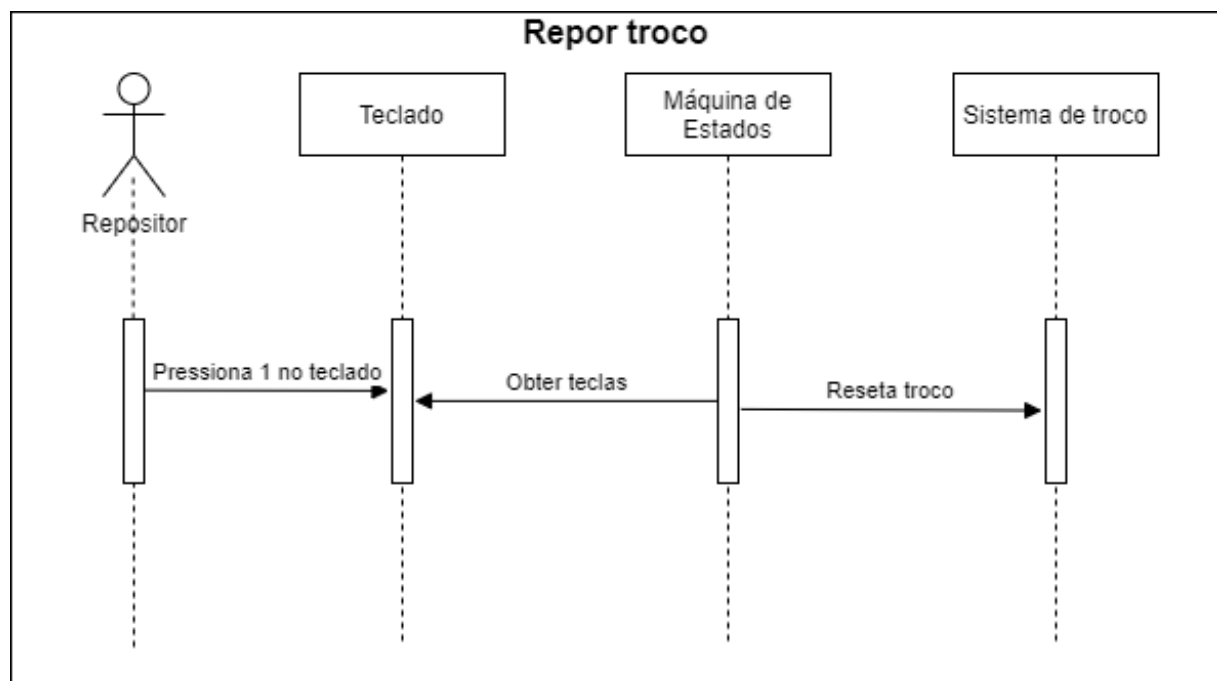 Repor troco
Teclado
Máquina de
Estados
Sistema de troco
Repositor
Pressiona 1 no teclado
Obter teclas
Reseta troco